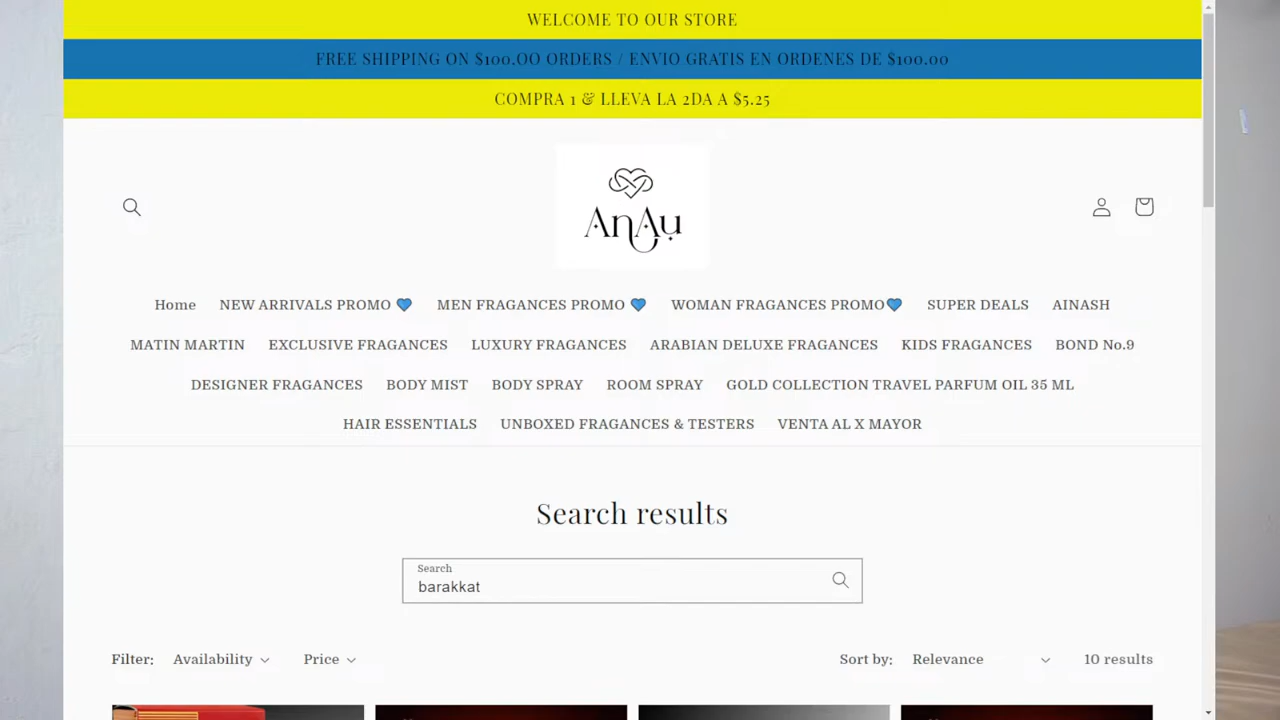 WELCOME TO OUR STORE
FREE SHIPPING ON $100.OO ORDERS / ENVIO GRATIS EN ORDENES DE $100.00
COMPRA 1 & LLEVA LA 2DA A $5.25
AnAu
Home NEW ARRIVALS PROMO 💙 MEN FRAGANCES PROMO 💙 WOMAN FRAGANCES PROMO💙 SUPER DEALS AINASH
MATIN MARTIN EXCLUSIVE FRAGANCES LUXURY FRAGANCES ARABIAN DELUXE FRAGANCES KIDS FRAGANCES BOND No.9
DESIGNER FRAGANCES BODY MIST BODY SPRAY ROOM SPRAY GOLD COLLECTION TRAVEL PARFUM OIL 35 ML
HAIR ESSENTIALS UNBOXED FRAGANCES & TESTERS VENTA AL X MAYOR
Search results
Search
barakkat
Filter: Availability Price Sort by: Relevance 10 results